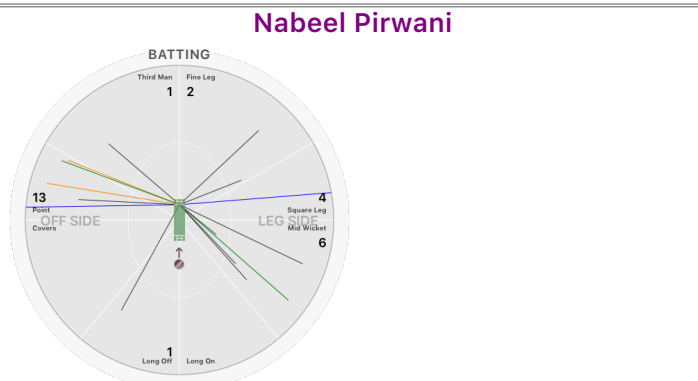 Nabeel Pirwani
BATTING
Third Man Fine Leg
1 2
13 4
Point Square Leg
OFF SIDE LEG SIDE
Covers Mid Wicket
6
1
Long Off Long On